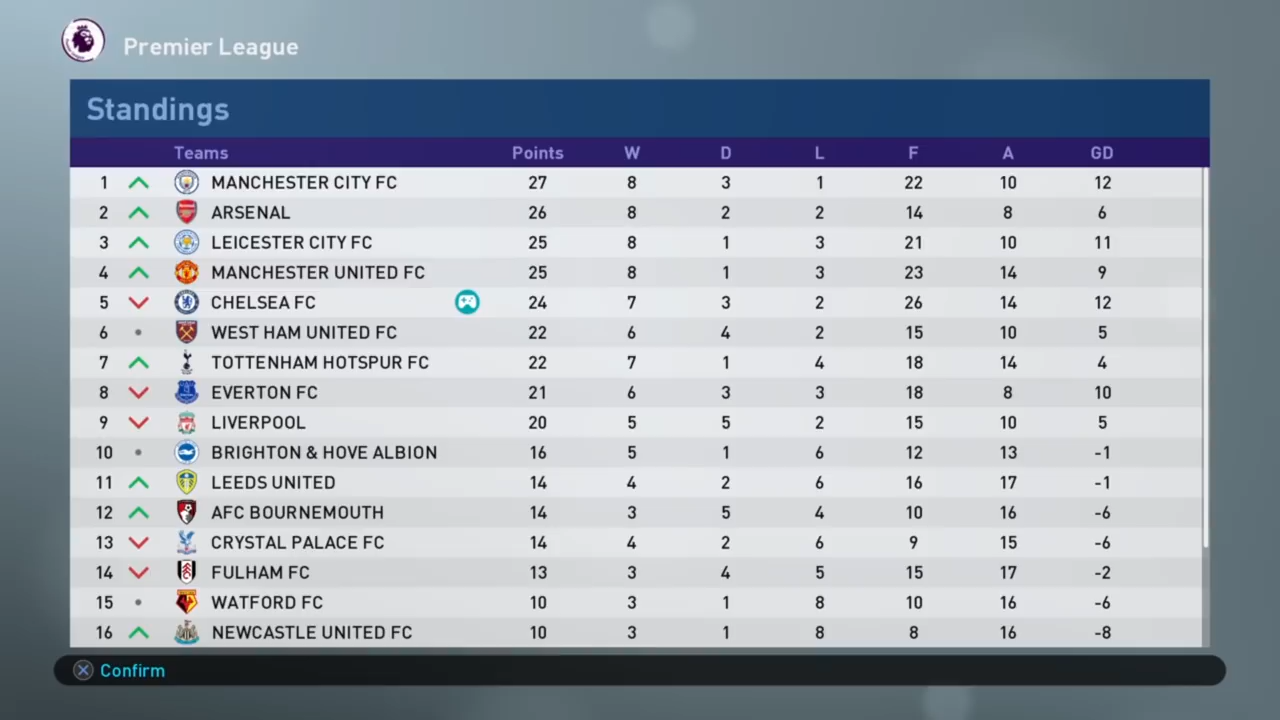 Premier League
Standings
Teams Points W D L F A GD
1 MANCHESTER CITY FC 27 8 3 1 22 10 12
2 ARSENAL 26 8 2 2 14 8 6
3 LEICESTER CITY FC 25 8 1 3 21 10 11
4 MANCHESTER UNITED FC 25 8 1 3 23 14 9
5 CHELSEA FC 24 7 3 2 26 14 12
6 WEST HAM UNITED FC 22 6 4 2 15 10 5
7 TOTTENHAM HOTSPUR FC 22 7 1 4 18 14 4
8 EVERTON FC 21 6 3 3 18 8 10
9 LIVERPOOL 20 5 5 2 15 10 5
10 BRIGHTON & HOVE ALBION 16 5 1 6 12 13 -1
11 LEEDS UNITED 14 4 2 6 16 17 -1
12 AFC BOURNEMOUTH 14 3 5 4 10 16 -6
13 CRYSTAL PALACE FC 14 4 2 6 9 15 -6
14 FULHAM FC 13 3 4 5 15 17 -2
15 WATFORD FC 10 3 1 8 10 16 -6
16 NEWCASTLE UNITED FC 10 3 1 8 8 16 -8
Confirm